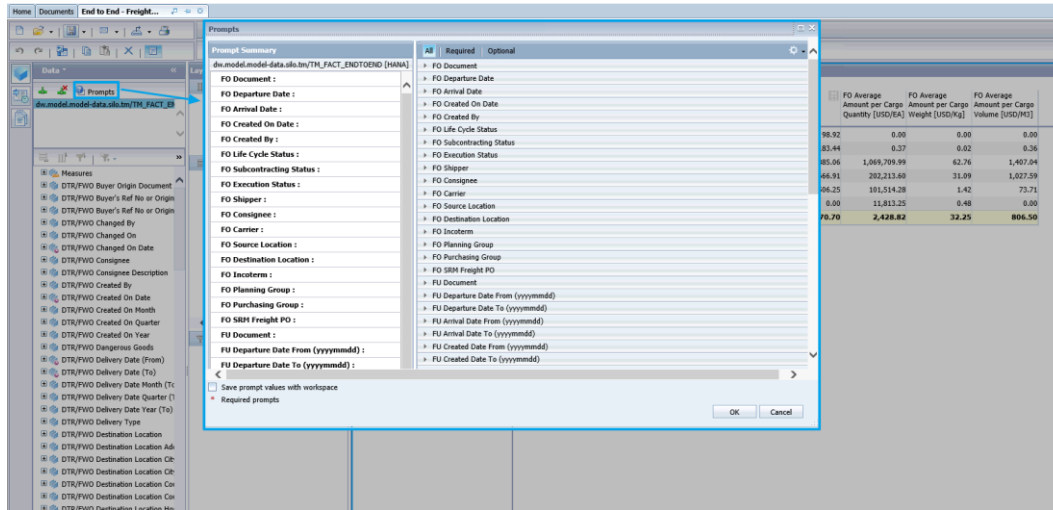 Home Documents End to End - Freight...
Prompts
Data
Lay
Prompts
dw.model.model-data.silo.tm/TM_FACT_EN
Measures
DTR/FWO Buyer Origin Document
DTR/FWO Buyer's Ref No or Origin
DTR/FWO Buyer's Ref No or Origin
DTR/FWO Changed By
DTR/FWO Changed On
DTR/FWO Changed On Date
DTR/FWO Consignee
DTR/FWO Consignee Description
DTR/FWO Created By
DTR/FWO Created On Date
DTR/FWO Created On Month
DTR/FWO Created On Quarter
DTR/FWO Created On Year
DTR/FWO Dangerous Goods
DTR/FWO Delivery Date (From)
DTR/FWO Delivery Date (To)
DTR/FWO Delivery Date Month (To
DTR/FWO Delivery Date Quarter (T
DTR/FWO Delivery Date Year (To)
DTR/FWO Delivery Type
DTR/FWO Destination Location
DTR/FWO Destination Location Add
DTR/FWO Destination Location Cit
DTR/FWO Destination Location Cit
DTR/FWO Destination Location Cou
DTR/FWO Destination Location Cou
DTR/FWO Destination Location Hou
Prompt Summary
dw.model.model-data.silo.tm/TM_FACT_ENDTOEND [HANA]
FO Document :
FO Departure Date :
FO Arrival Date :
FO Created On Date :
FO Created By :
FO Life Cycle Status :
FO Subcontracting Status :
FO Execution Status :
FO Shipper :
FO Consignee :
FO Carrier :
FO Source Location :
FO Destination Location :
FO Incoterm :
FO Planning Group :
FO Purchasing Group :
FO SRM Freight PO :
FU Document :
FU Departure Date From (yyyymmdd) :
FU Departure Date To (yyyymmdd) :
All Required Optional
FO Document
FO Departure Date
FO Arrival Date
FO Created On Date
FO Created By
FO Life Cycle Status
FO Subcontracting Status
FO Execution Status
FO Shipper
FO Consignee
FO Carrier
FO Source Location
FO Destination Location
FO Incoterm
FO Planning Group
FO Purchasing Group
FO SRM Freight PO
FU Document
FU Departure Date From (yyyymmdd)
FU Departure Date To (yyyymmdd)
FU Arrival Date From (yyyymmdd)
FU Arrival Date To (yyyymmdd)
FU Created Date From (yyyymmdd)
FU Created Date To (yyyymmdd)
Save prompt values with workspace
* Required prompts
OK Cancel
FO Average FO Average FO Average
Amount per Cargo Amount per Cargo Amount per Cargo
Quantity [USD/EA] Weight [USD/Kg] Volume [USD/M3]
98.92 0.00 0.00 0.00
83.44 0.37 0.02 0.36
85.06 1,069,709.99 62.76 1,407.04
66.91 202,213.60 31.09 1,027.59
06.25 101,514.28 1.42 73.71
0.00 11,813.25 0.48 0.00
70.70 2,428.82 32.25 806.50